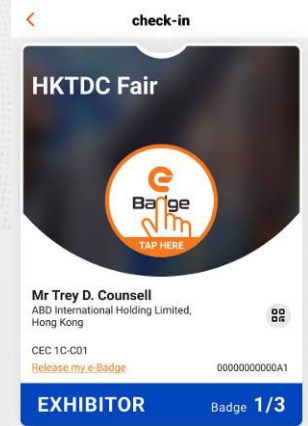 check-in
HKTDC Fair
e
Badge
TAP HERE
Mr Trey D. Counsell
ABD International Holding Limited,
Hong Kong
CEC 1C-C01
Release my e-Badge
00000000000A1
EXHIBITOR
Badge 1/3